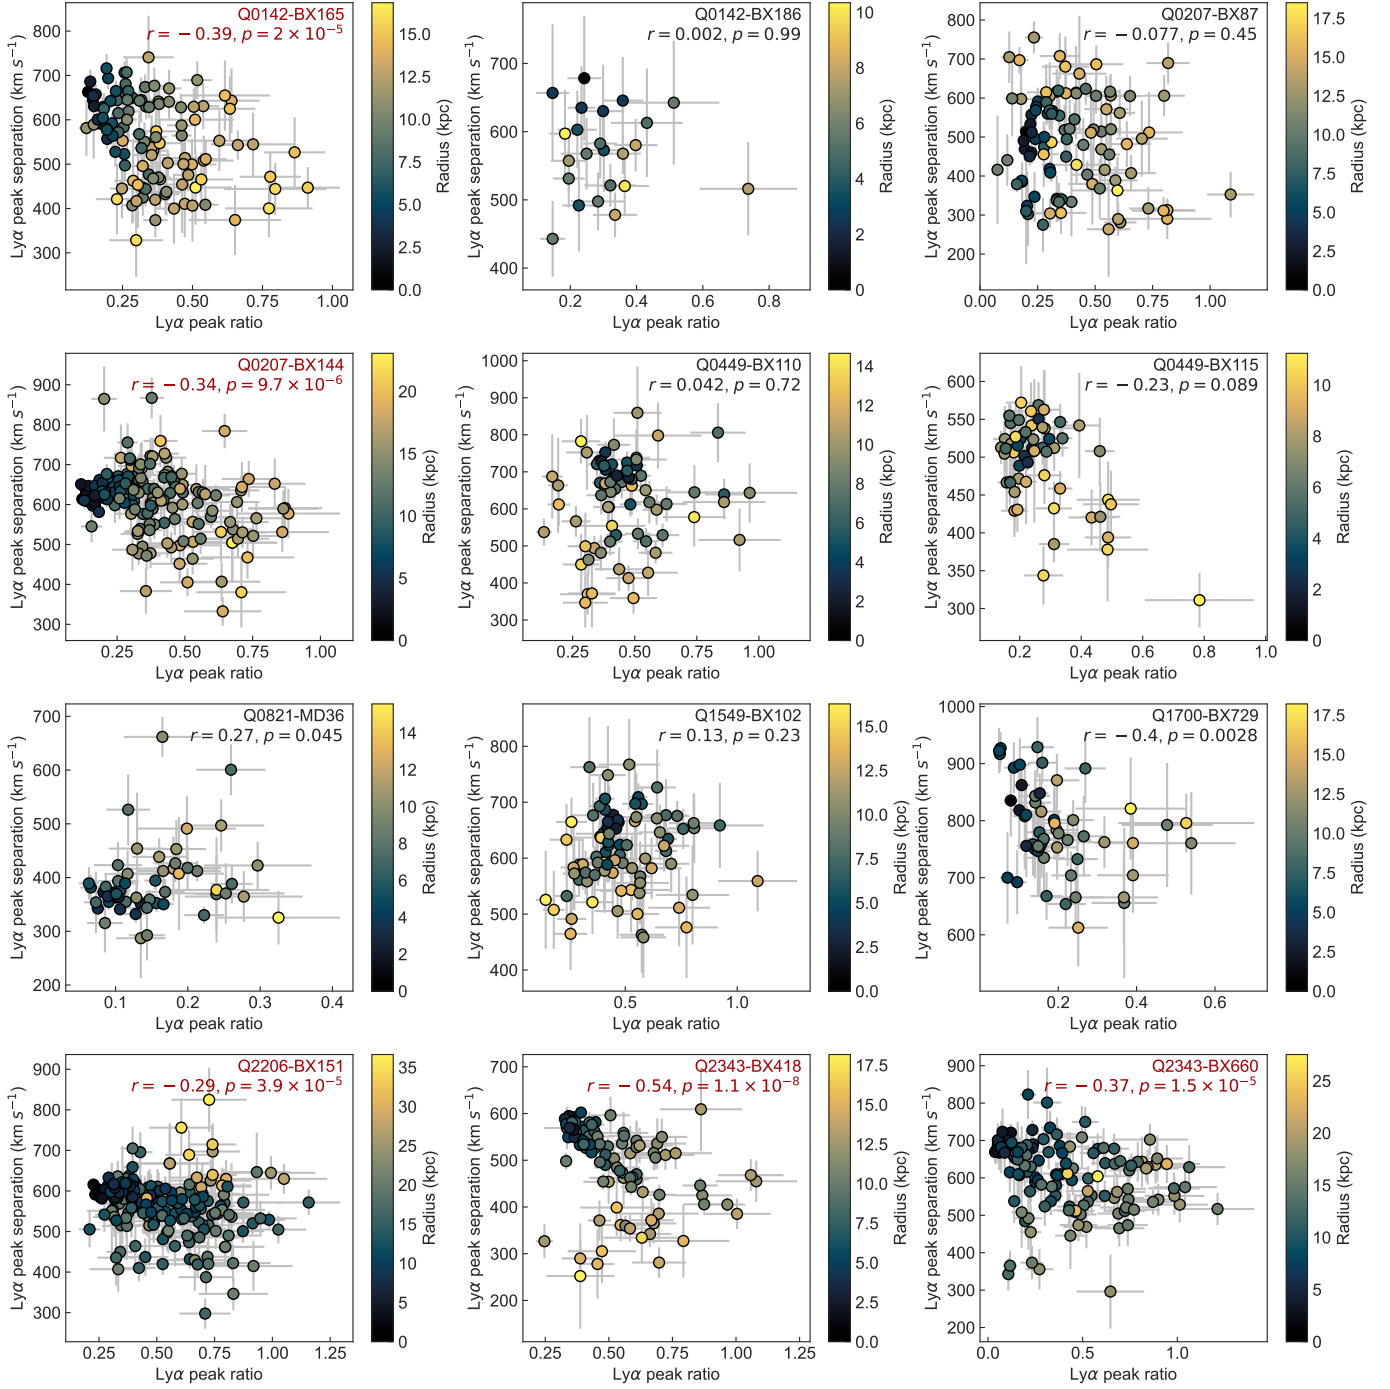 Q0142-BX165
r = −0.39, p = 2 × 10⁻⁵
800
700
600
500
400
300
0.25 0.50 0.75 1.00
Lyα peak ratio
Lyα peak separation (km s⁻¹)
15.0
12.5
10.0
7.5
5.0
2.5
0.0
Radius (kpc)
Q0142-BX186
r = 0.002, p = 0.99
700
600
500
400
0.2 0.4 0.6 0.8
Lyα peak ratio
Lyα peak separation (km s⁻¹)
10
8
6
4
2
0
Radius (kpc)
Q0207-BX87
r = −0.077, p = 0.45
800
700
600
500
400
300
200
0.00 0.25 0.50 0.75 1.00
Lyα peak ratio
Lyα peak separation (km s⁻¹)
17.5
15.0
12.5
10.0
7.5
5.0
2.5
0.0
Radius (kpc)
Q0207-BX144
r = −0.34, p = 9.7 × 10⁻⁶
900
800
700
600
500
400
300
0.25 0.50 0.75 1.00
Lyα peak ratio
Lyα peak separation (km s⁻¹)
20
15
10
5
0
Radius (kpc)
Q0449-BX110
r = 0.042, p = 0.72
1000
900
800
700
600
500
400
300
0.0 0.5 1.0
Lyα peak ratio
Lyα peak separation (km s⁻¹)
14
12
10
8
6
4
2
0
Radius (kpc)
Q0449-BX115
r = −0.23, p = 0.089
600
550
500
450
400
350
300
0.2 0.4 0.6 0.8 1.0
Lyα peak ratio
Lyα peak separation (km s⁻¹)
10
8
6
4
2
0
Radius (kpc)
Q0821-MD36
r = 0.27, p = 0.045
700
600
500
400
300
200
0.1 0.2 0.3 0.4
Lyα peak ratio
Lyα peak separation (km s⁻¹)
14
12
10
8
6
4
2
0
Radius (kpc)
Q1549-BX102
r = 0.13, p = 0.23
800
700
600
500
400
0.5 1.0
Lyα peak ratio
Lyα peak separation (km s⁻¹)
15.0
12.5
10.0
7.5
5.0
2.5
0.0
Radius (kpc)
Q1700-BX729
r = −0.4, p = 0.0028
1000
900
800
700
600
0.2 0.4 0.6
Lyα peak ratio
Lyα peak separation (km s⁻¹)
17.5
15.0
12.5
10.0
7.5
5.0
2.5
0.0
Radius (kpc)
Q2206-BX151
r = −0.29, p = 3.9 × 10⁻⁵
900
800
700
600
500
400
300
0.25 0.50 0.75 1.00 1.25
Lyα peak ratio
Lyα peak separation (km s⁻¹)
35
30
25
20
15
10
5
0
Radius (kpc)
Q2343-BX418
r = −0.54, p = 1.1 × 10⁻⁸
700
600
500
400
300
200
0.25 0.50 0.75 1.00 1.25
Lyα peak ratio
Lyα peak separation (km s⁻¹)
17.5
15.0
12.5
10.0
7.5
5.0
2.5
0.0
Radius (kpc)
Q2343-BX660
r = −0.37, p = 1.5 × 10⁻⁵
900
800
700
600
500
400
300
200
0.0 0.5 1.0
Lyα peak ratio
Lyα peak separation (km s⁻¹)
25
20
15
10
5
0
Radius (kpc)